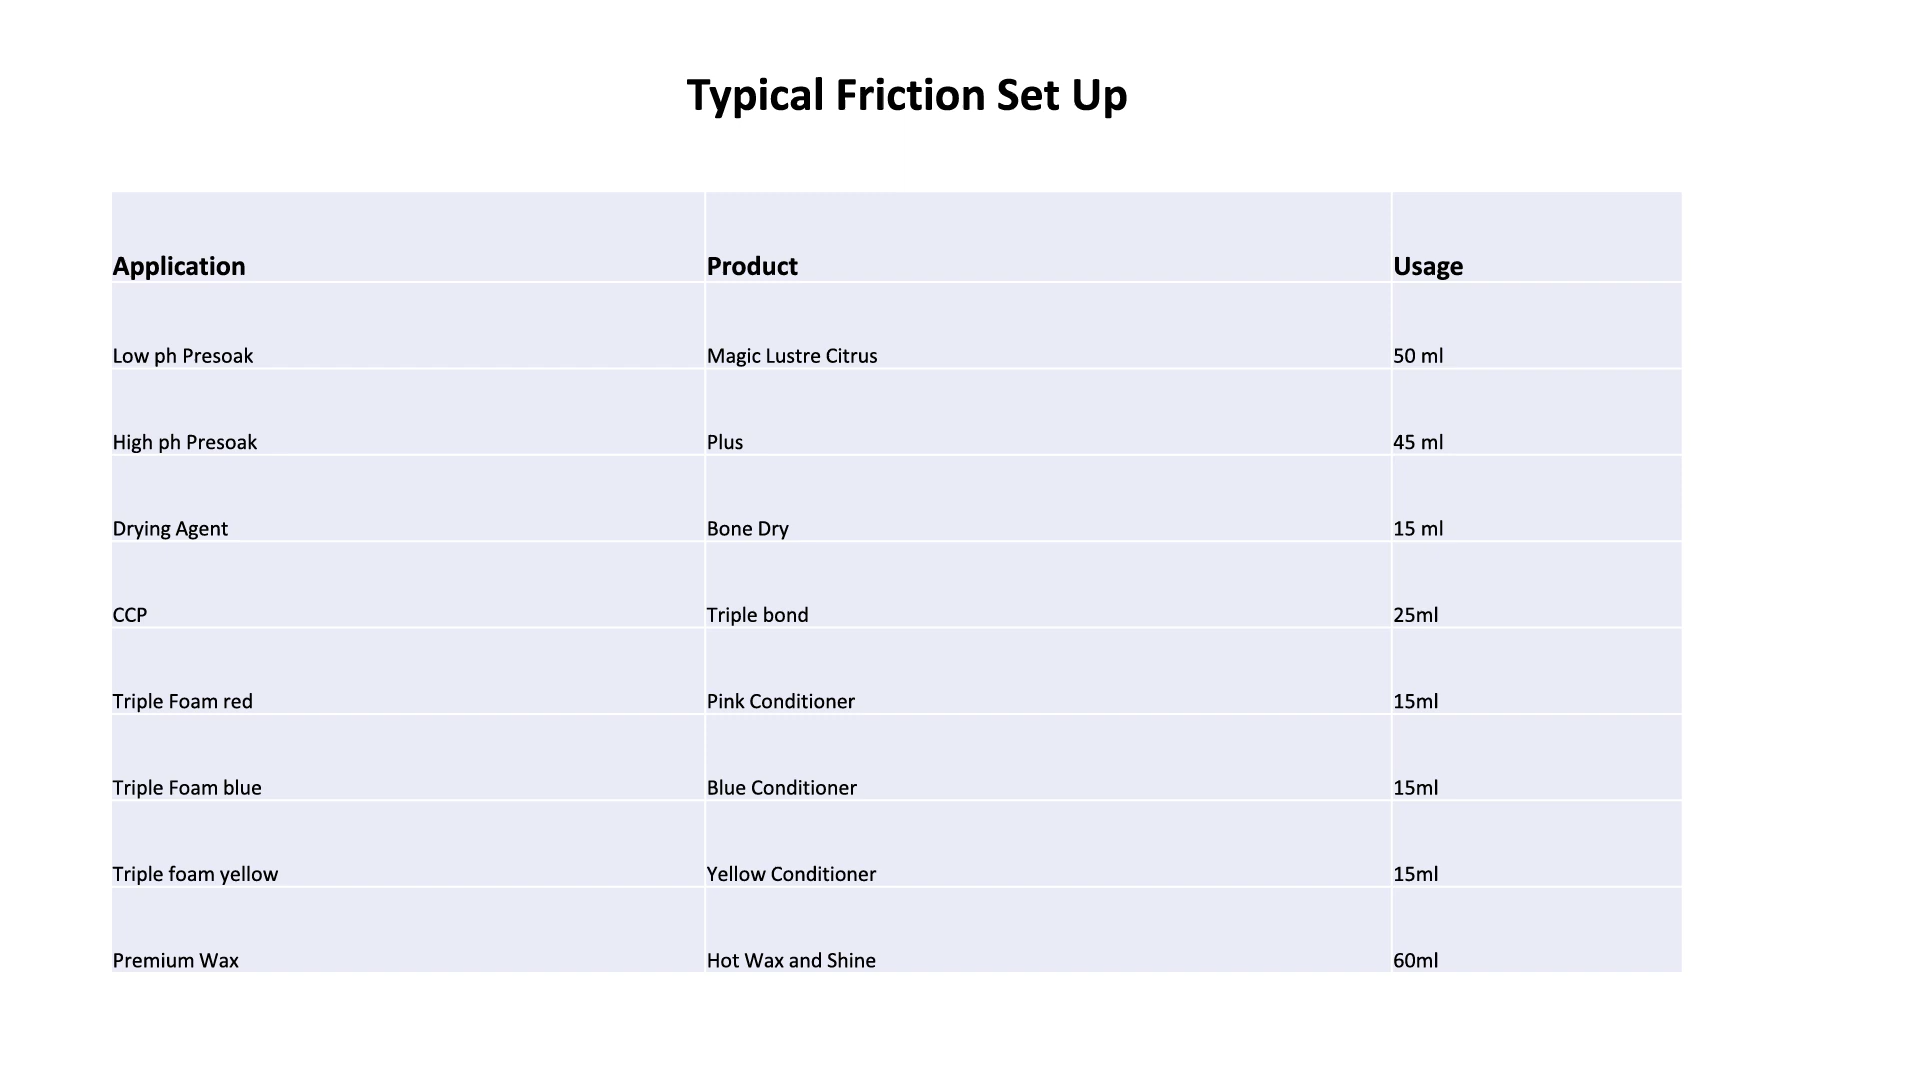 Typical Friction Set Up
Application Product Usage
Low ph Presoak Magic Lustre Citrus 50 ml
High ph Presoak Plus 45 ml
Drying Agent Bone Dry 15 ml
CCP Triple bond 25ml
Triple Foam red Pink Conditioner 15ml
Triple Foam blue Blue Conditioner 15ml
Triple foam yellow Yellow Conditioner 15ml
Premium Wax Hot Wax and Shine 60ml